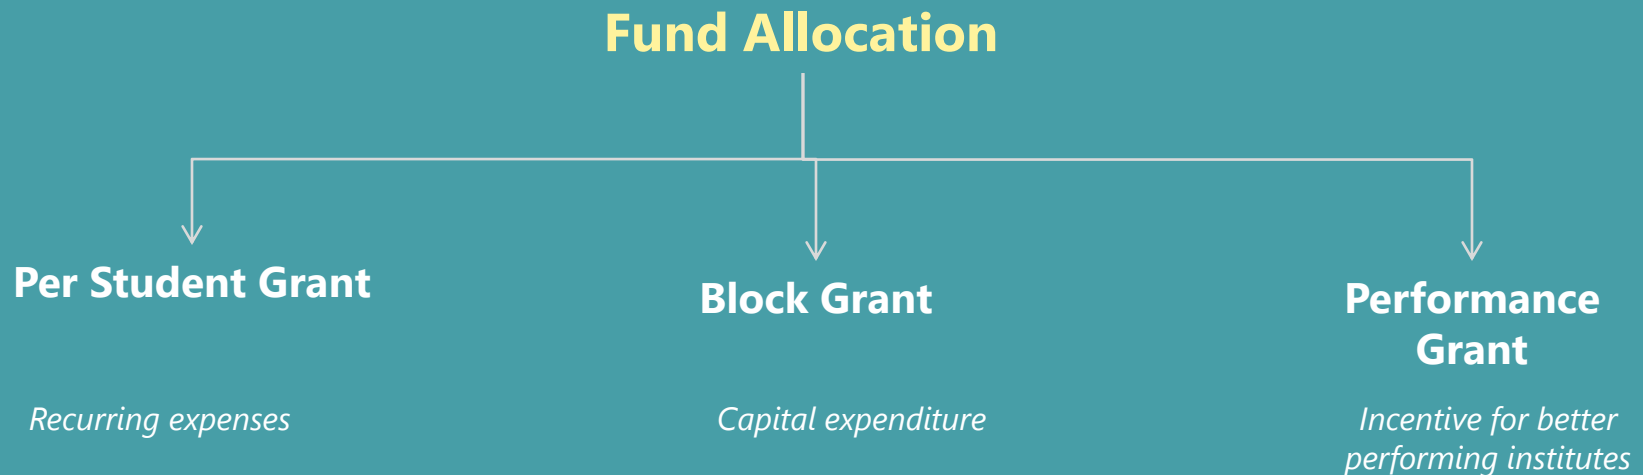 Fund Allocation
Per Student Grant
Block Grant
Performance
Grant
Recurring expenses
Capital expenditure
Incentive for better
performing institutes